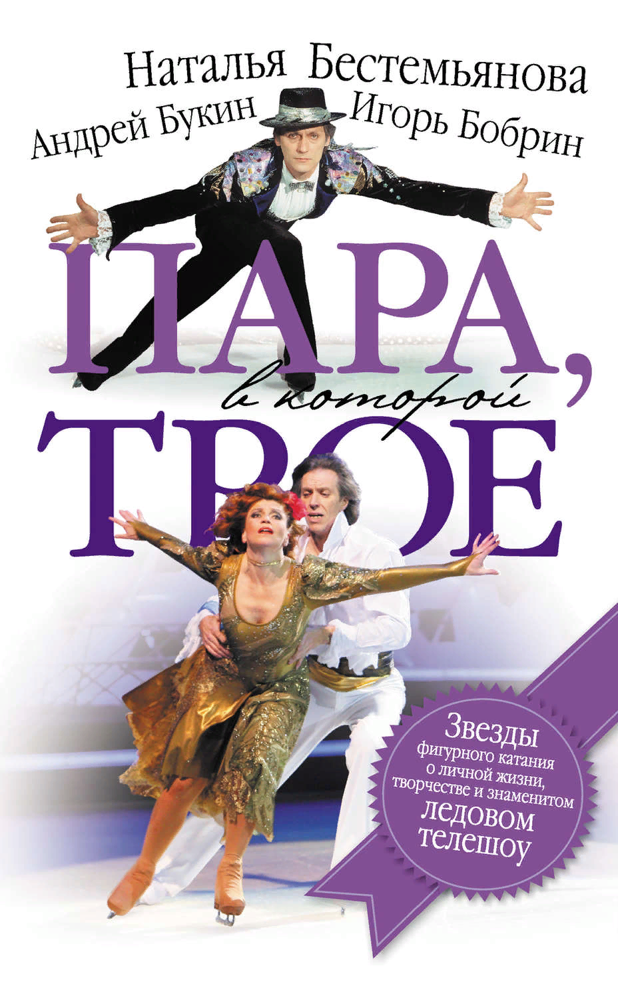 Наталья Бестемьянова
Андрей Букин Игорь Бобрин
ПАРА,
в которой
ТРОЕ
Звезды
фигурного катания
о личной жизни,
творчестве и знаменитом
ледовом
телешоу